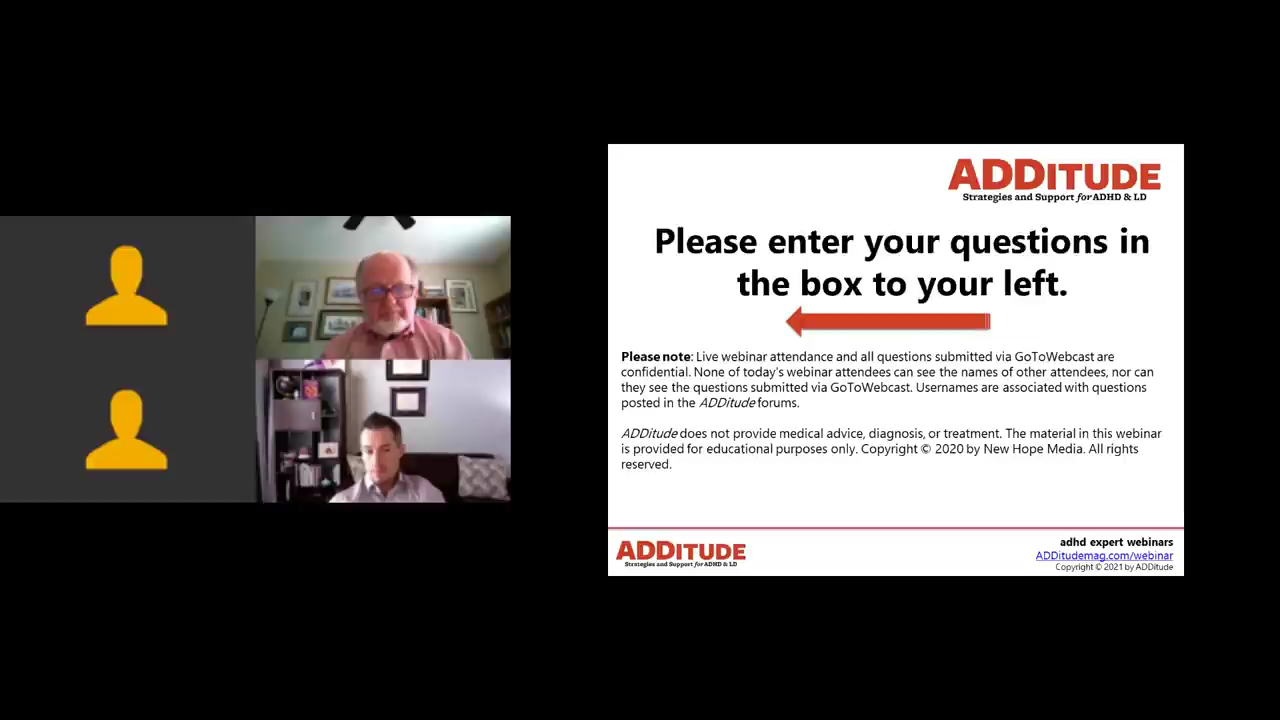 ADDITUDE
Strategies and Support for ADHD & LD
Please enter your questions in
the box to your left.
Please note: Live webinar attendance and all questions submitted via GoToWebcast are
confidential. None of today's webinar attendees can see the names of other attendees, nor can
they see the questions submitted via GoToWebcast. Usernames are associated with questions
posted in the ADDitude forums.
ADDitude does not provide medical advice, diagnosis, or treatment. The material in this webinar
is provided for educational purposes only. Copyright © 2020 by New Hope Media. All rights
reserved.
ADDITUDE
Strategies and Support for ADHD & LD
adhd expert webinars
ADDitudemag.com/webinar
Copyright © 2021 by ADDitude